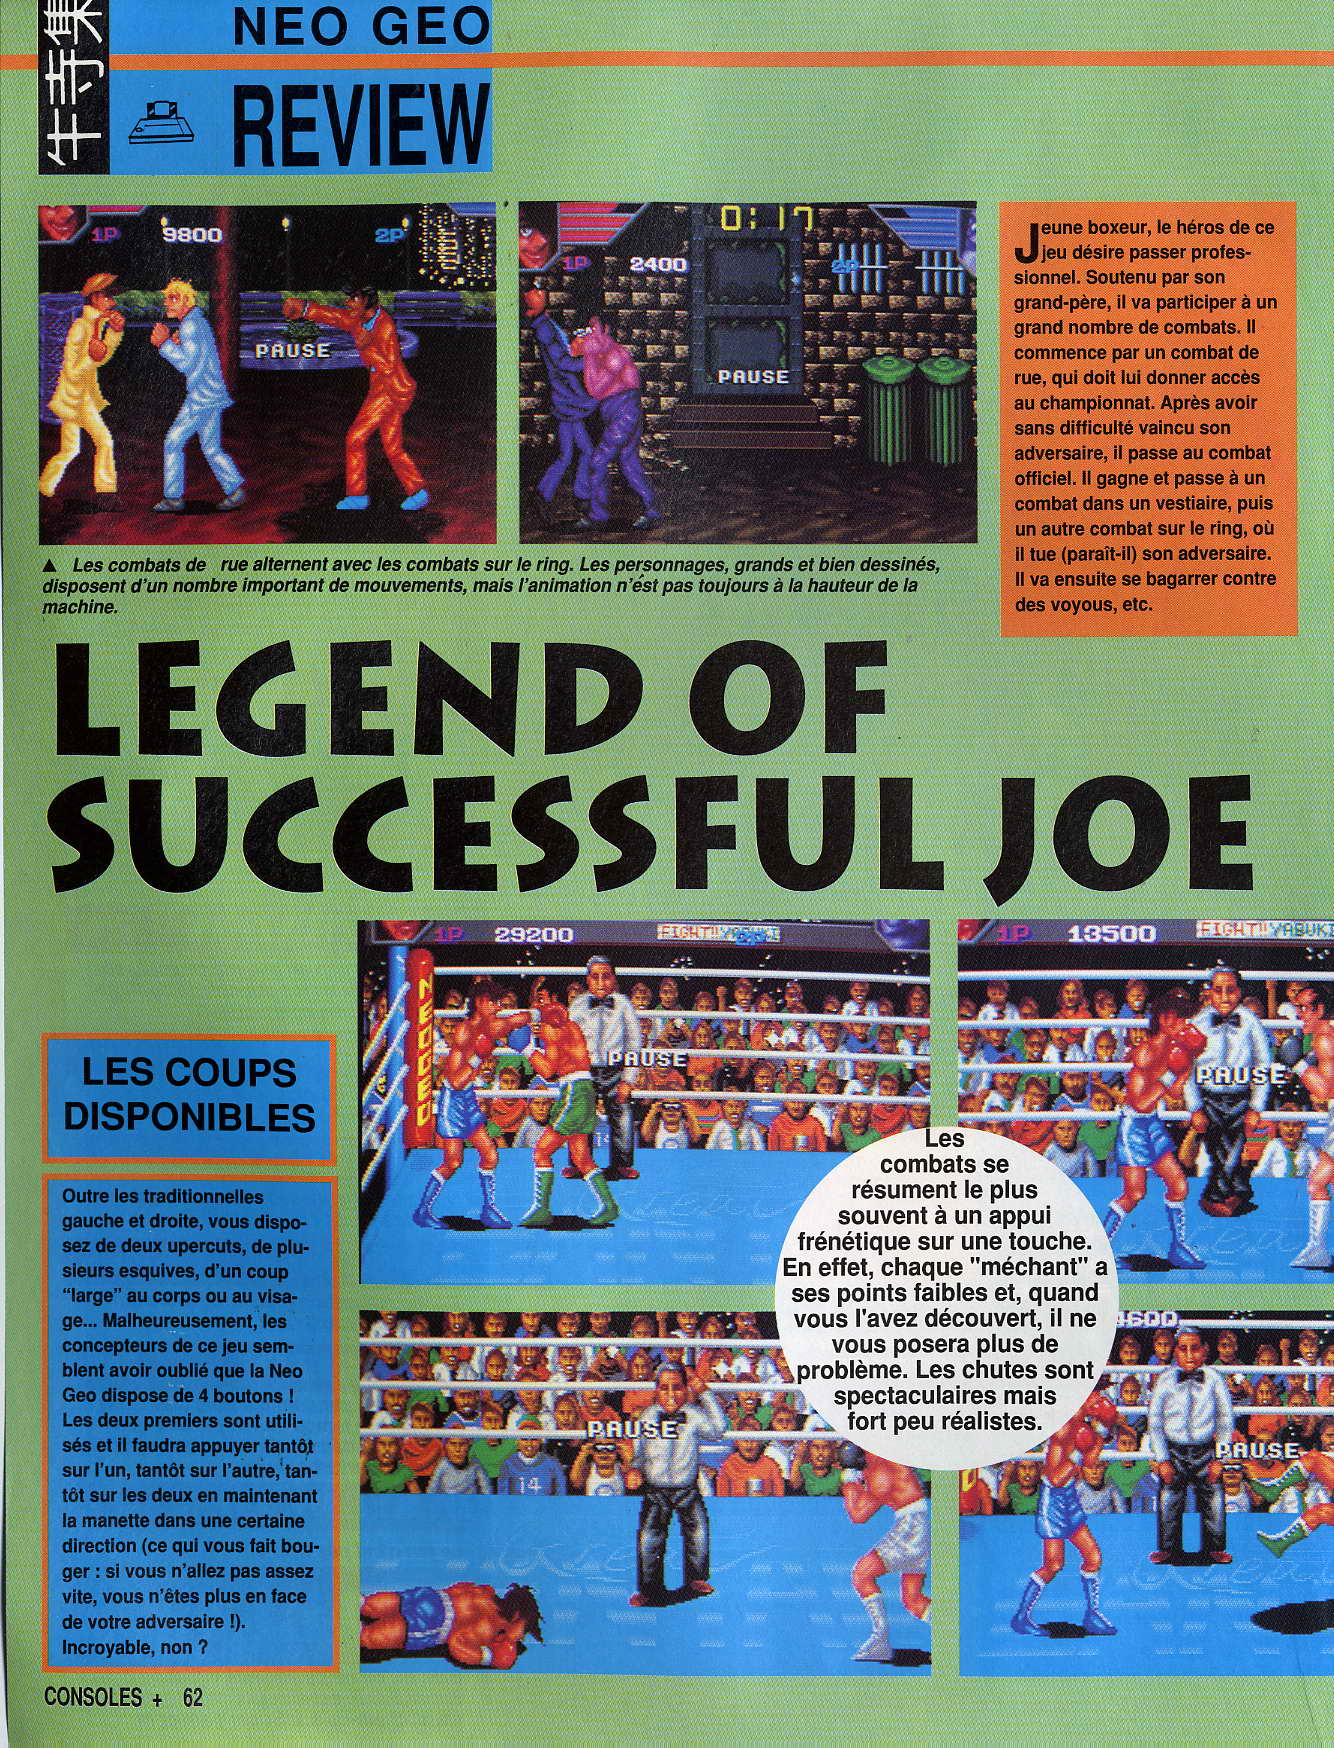 NEO GEO
REVIEW
1P 9800 2P
PAUSE
0:17
1P 2400 2P
PAUSE
Jeune boxeur, le héros de ce
jeu désire passer profes-
sionnel. Soutenu par son
grand-père, il va participer à un
grand nombre de combats. Il
commence par un combat de
rue, qui doit lui donner accès
au championnat. Après avoir
sans difficulté vaincu son
adversaire, il passe au combat
officiel. Il gagne et passe à un
combat dans un vestiaire, puis
un autre combat sur le ring, où
il tue (paraît-il) son adversaire.
Il va ensuite se bagarrer contre
des voyous, etc.
▲ Les combats de rue alternent avec les combats sur le ring. Les personnages, grands et bien dessinés,
disposent d'un nombre important de mouvements, mais l'animation n'est pas toujours à la hauteur de la
machine.
LEGEND OF
SUCCESSFUL JOE
1P 29200 FIGHT!!YABUKI
PAUSE
14
1P 13500 FIGHT!!YABUKI
PAUSE
LES COUPS
DISPONIBLES
Outre les traditionnelles
gauche et droite, vous dispo-
sez de deux upercuts, de plu-
sieurs esquives, d'un coup
“large” au corps ou au visa-
ge... Malheureusement, les
concepteurs de ce jeu sem-
blent avoir oublié que la Neo
Geo dispose de 4 boutons !
Les deux premiers sont utili-
sés et il faudra appuyer tantôt
sur l'un, tantôt sur l'autre, tan-
tôt sur les deux en maintenant
la manette dans une certaine
direction (ce qui vous fait bou-
ger : si vous n'allez pas assez
vite, vous n'êtes plus en face
de votre adversaire !).
Incroyable, non ?
Les
combats se
résument le plus
souvent à un appui
frénétique sur une touche.
En effet, chaque "méchant" a
ses points faibles et, quand
vous l'avez découvert, il ne
vous posera plus de
problème. Les chutes sont
spectaculaires mais
fort peu réalistes.
PAUSE
14
4600
PAUSE
CONSOLES + 62